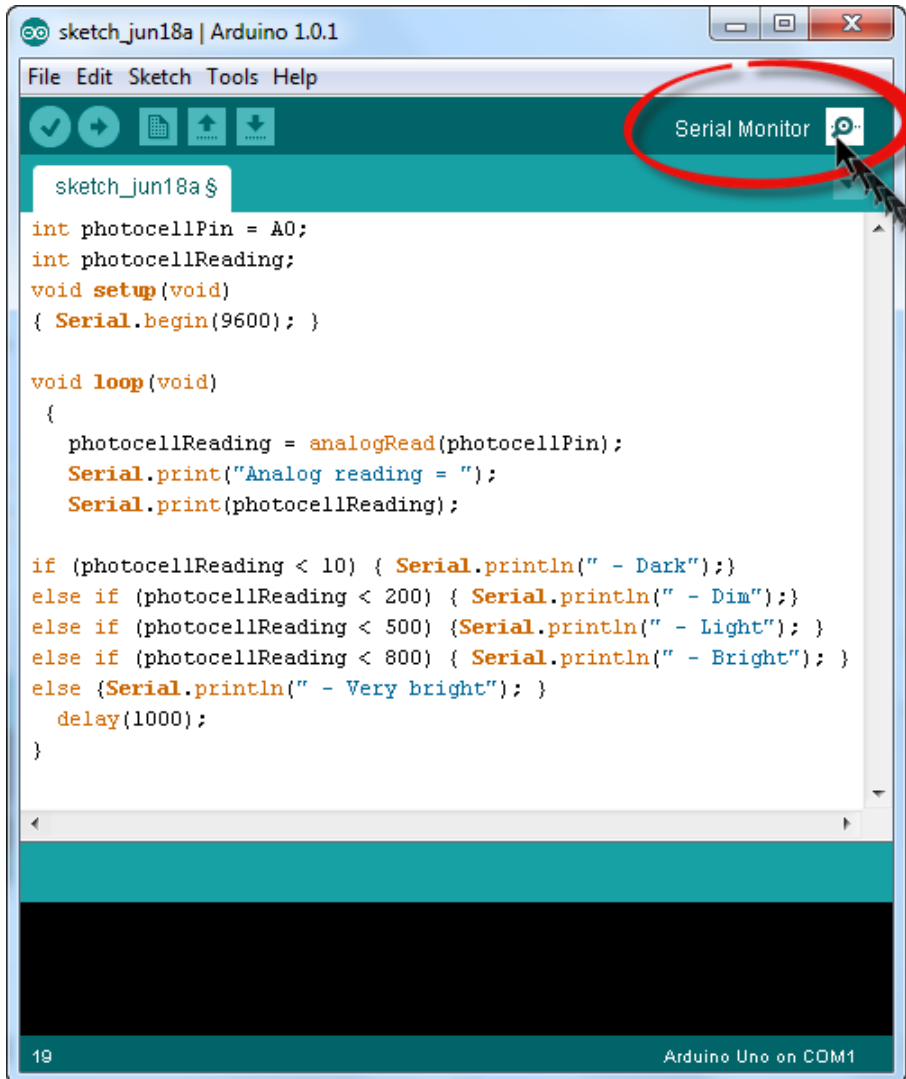 sketch_jun18a | Arduino 1.0.1
File Edit Sketch Tools Help
Serial Monitor
sketch_jun18a §
int photocellPin = A0;
int photocellReading;
void setup(void)
{ Serial.begin(9600); }
void loop(void)
{
photocellReading = analogRead(photocellPin);
Serial.print("Analog reading = ");
Serial.print(photocellReading);
if (photocellReading < 10) { Serial.println(" - Dark");}
else if (photocellReading < 200) { Serial.println(" - Dim");}
else if (photocellReading < 500) {Serial.println(" - Light"); }
else if (photocellReading < 800) { Serial.println(" - Bright"); }
else {Serial.println(" - Very bright"); }
delay(1000);
}
19
Arduino Uno on COM1